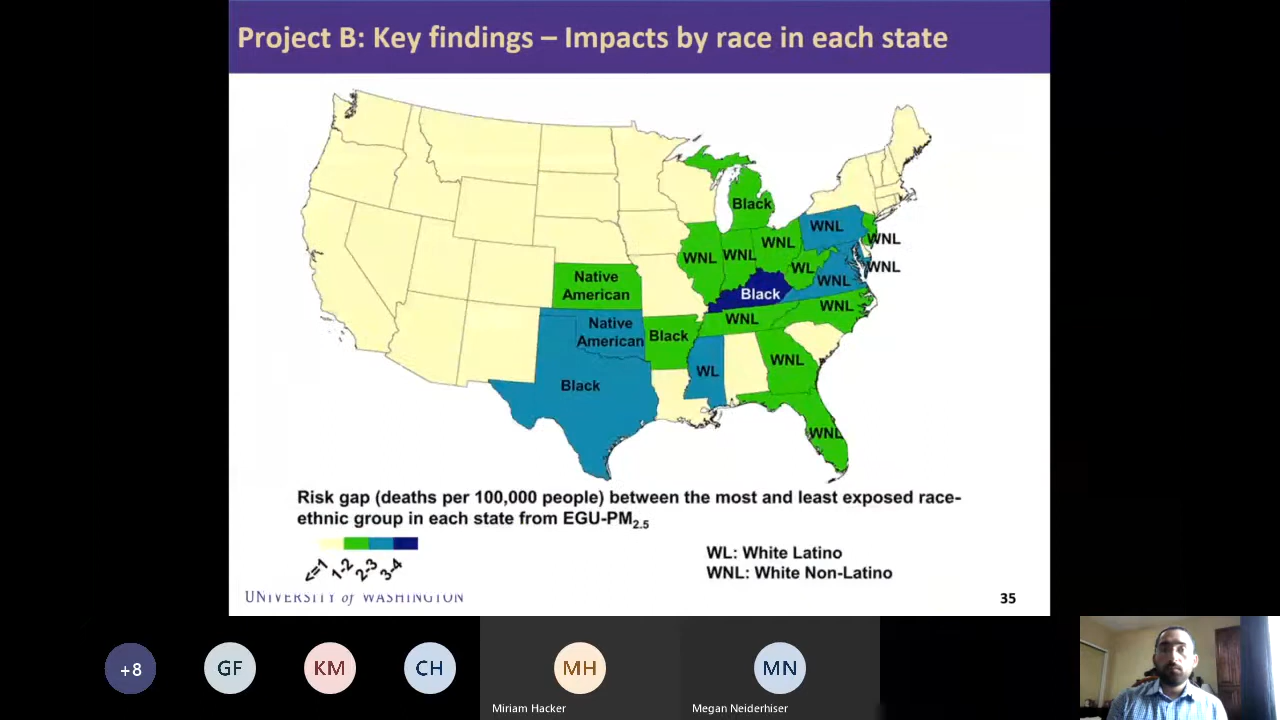 Project B: Key findings – Impacts by race in each state
Black
WNL
WNL
WNL
WNL
WNL
WNL
WL
WNL
Native
American
Black
WNL
WNL
Native
American
Black
WL
WNL
Black
WNL
Risk gap (deaths per 100,000 people) between the most and least exposed race-
ethnic group in each state from EGU-PM2.5
<=1
1-2
2-3
3-4
WL: White Latino
WNL: White Non-Latino
UNIVERSITY of WASHINGTON
35
+8
GF
KM
CH
MH
MN
Miriam Hacker
Megan Neiderhiser